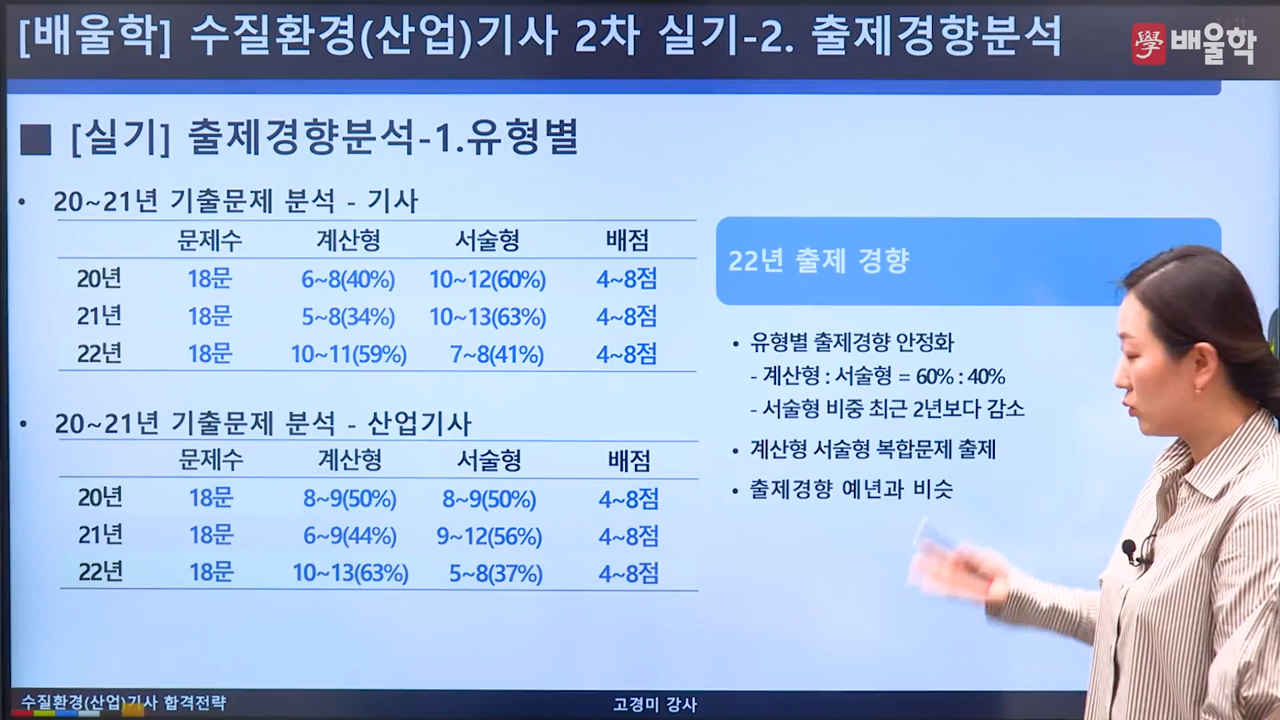 [배울학] 수질환경(산업)기사 2차 실기-2. 출제경향분석
學 배울학
■ [실기] 출제경향분석-1.유형별
• 20~21년 기출문제 분석 - 기사
문제수 계산형 서술형 배점
20년 18문 6~8(40%) 10~12(60%) 4~8점
21년 18문 5~8(34%) 10~13(63%) 4~8점
22년 18문 10~11(59%) 7~8(41%) 4~8점
• 20~21년 기출문제 분석 - 산업기사
문제수 계산형 서술형 배점
20년 18문 8~9(50%) 8~9(50%) 4~8점
21년 18문 6~9(44%) 9~12(56%) 4~8점
22년 18문 10~13(63%) 5~8(37%) 4~8점
22년 출제 경향
• 유형별 출제경향 안정화
- 계산형 : 서술형 = 60% : 40%
- 서술형 비중 최근 2년보다 감소
• 계산형 서술형 복합문제 출제
• 출제경향 예년과 비슷
수질환경(산업)기사 합격전략
고경미 강사